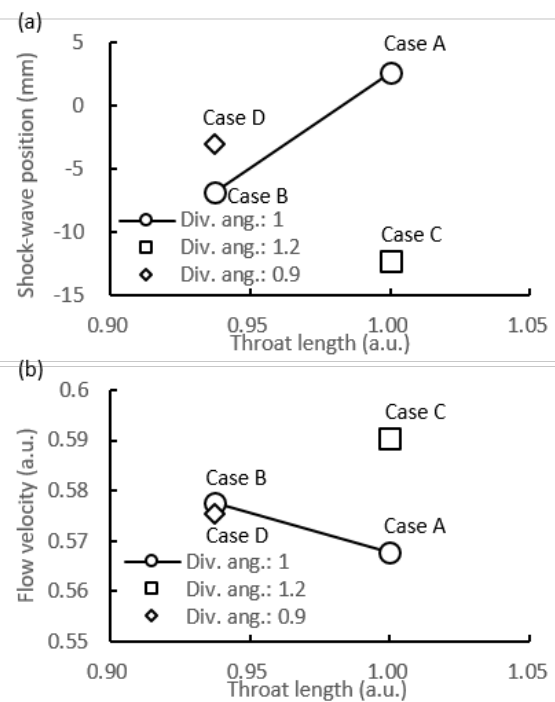 (a)
Shock-wave position (mm)
5
0
-5
-10
-15
Case A
Case D
Case B
Case C
Div. ang.: 1
Div. ang.: 1.2
Div. ang.: 0.9
0.90
0.95
1.00
1.05
Throat length (a.u.)
(b)
Flow velocity (a.u.)
0.6
0.59
0.58
0.57
0.56
0.55
Case C
Case B
Case D
Case A
Div. ang.: 1
Div. ang.: 1.2
Div. ang.: 0.9
0.90
0.95
1.00
1.05
Throat length (a.u.)